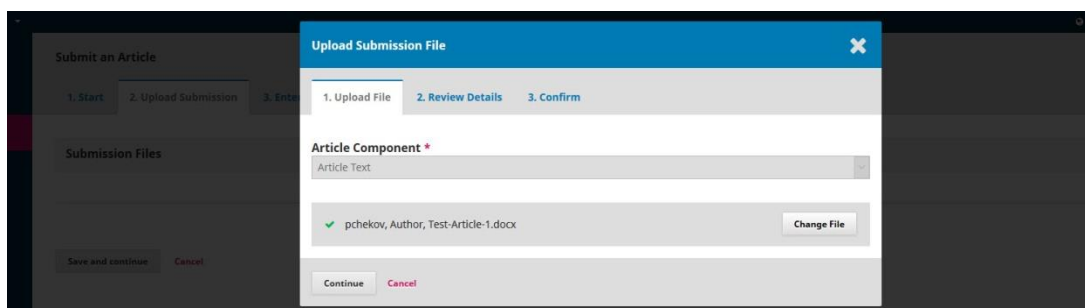 Submit an Article
1. Start 2. Upload Submission 3. Ente
Submission Files
Save and continue Cancel
Upload Submission File
1. Upload File 2. Review Details 3. Confirm
Article Component *
Article Text
pchekov, Author, Test-Article-1.docx Change File
Continue Cancel